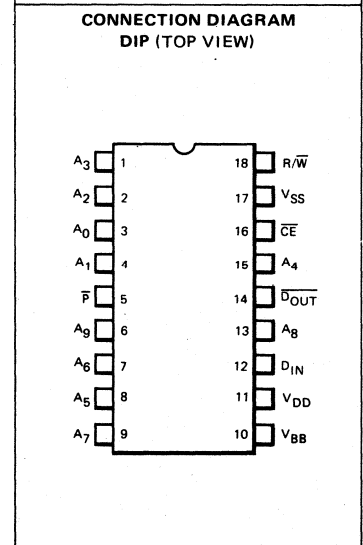 CONNECTION DIAGRAM
DIP (TOP VIEW)
A3 1 18 R/W̅
A2 2 17 VSS
A0 3 16 C̅E̅
A1 4 15 A4
P̅ 5 14 D̅O̅U̅T̅
A9 6 13 A8
A6 7 12 DIN
A5 8 11 VDD
A7 9 10 VBB